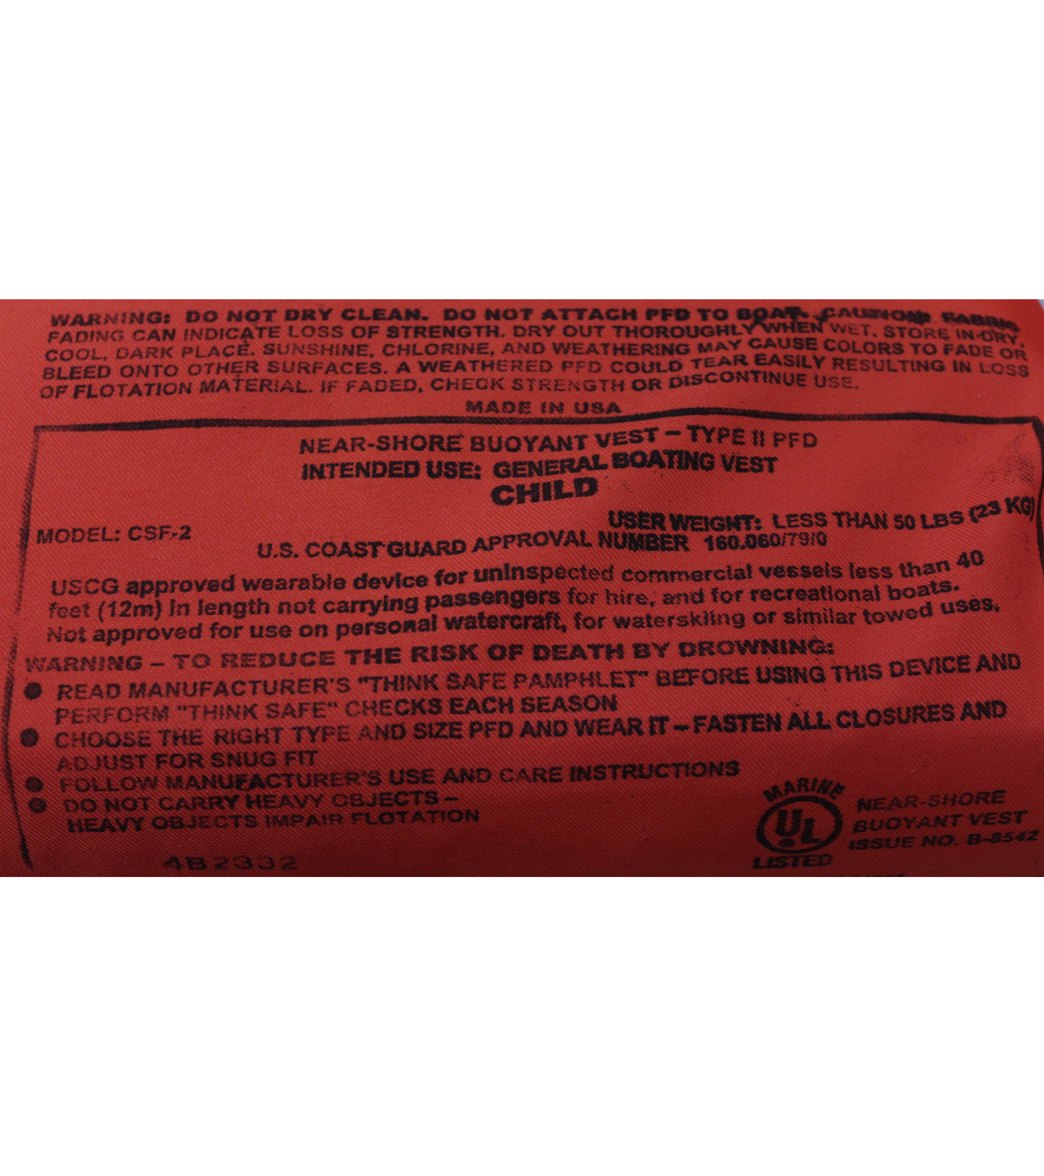 WARNING: DO NOT DRY CLEAN. DO NOT ATTACH PFD TO BOAT. CAUTION: FABRIC
FADING CAN INDICATE LOSS OF STRENGTH. DRY OUT THOROUGHLY WHEN WET. STORE IN DRY,
COOL, DARK PLACE. SUNSHINE, CHLORINE, AND WEATHERING MAY CAUSE COLORS TO FADE OR
BLEED ONTO OTHER SURFACES. A WEATHERED PFD COULD TEAR EASILY RESULTING IN LOSS
OF FLOTATION MATERIAL. IF FADED, CHECK STRENGTH OR DISCONTINUE USE.
MADE IN USA
NEAR-SHORE BUOYANT VEST – TYPE II PFD
INTENDED USE: GENERAL BOATING VEST
CHILD
MODEL: CSF-2
USER WEIGHT: LESS THAN 50 LBS (23 KG)
U.S. COAST GUARD APPROVAL NUMBER 160.060/79/0
USCG approved wearable device for uninspected commercial vessels less than 40
feet (12m) in length not carrying passengers for hire, and for recreational boats.
Not approved for use on personal watercraft, for waterskiing or similar towed uses.
WARNING – TO REDUCE THE RISK OF DEATH BY DROWNING:
● READ MANUFACTURER'S "THINK SAFE PAMPHLET" BEFORE USING THIS DEVICE AND
PERFORM "THINK SAFE" CHECKS EACH SEASON
● CHOOSE THE RIGHT TYPE AND SIZE PFD AND WEAR IT – FASTEN ALL CLOSURES AND
ADJUST FOR SNUG FIT
● FOLLOW MANUFACTURER'S USE AND CARE INSTRUCTIONS
● DO NOT CARRY HEAVY OBJECTS –
HEAVY OBJECTS IMPAIR FLOTATION
4B2332
MARINE
UL ®
LISTED
NEAR-SHORE
BUOYANT VEST
ISSUE NO. B-8542